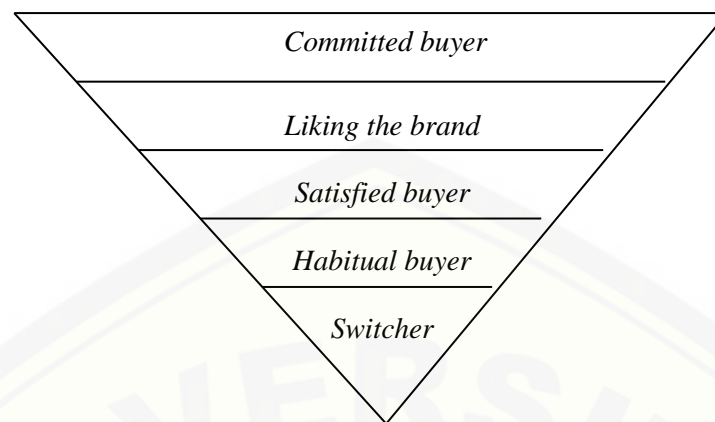 Committed buyer
Liking the brand
Satisfied buyer
Habitual buyer
Switcher